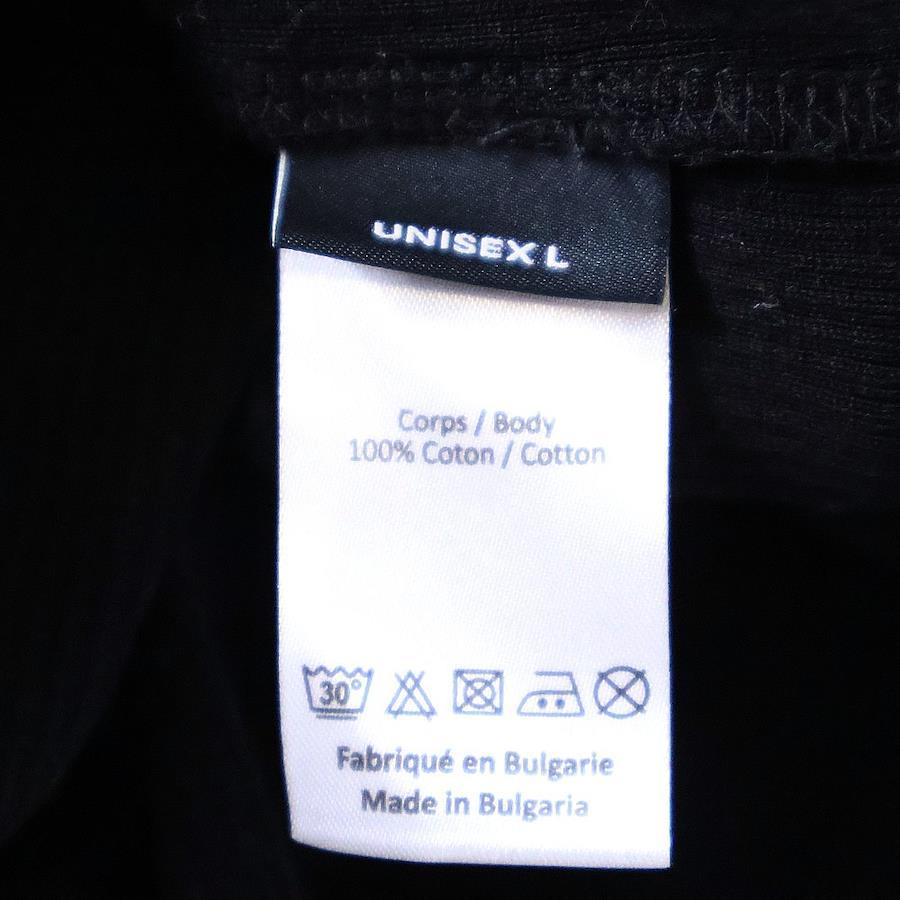 UNISEX L
Corps / Body
100% Coton / Cotton
30°
Fabriqué en Bulgarie
Made in Bulgaria